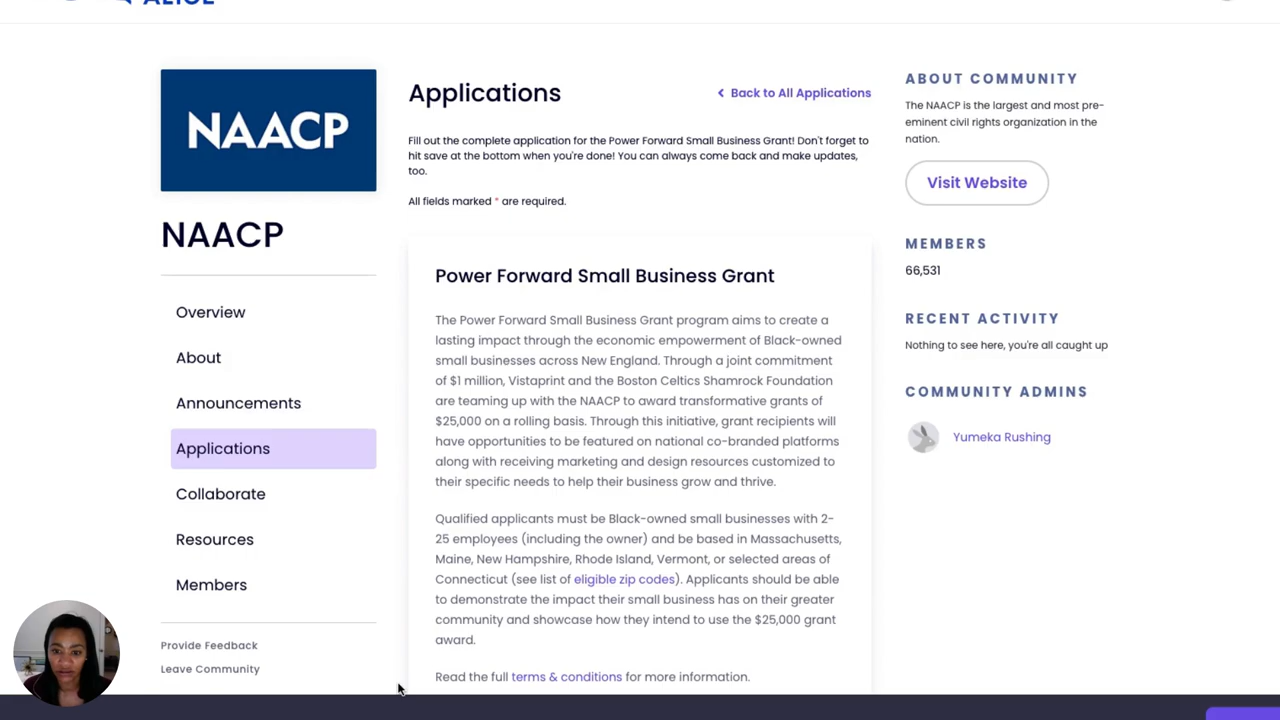 NAACP
NAACP
Overview
About
Announcements
Applications
Collaborate
Resources
Members
Provide Feedback
Leave Community
Applications
Back to All Applications
Fill out the complete application for the Power Forward Small Business Grant! Don't forget to
hit save at the bottom when you're done! You can always come back and make updates,
too.
All fields marked * are required.
Power Forward Small Business Grant
The Power Forward Small Business Grant program aims to create a
lasting impact through the economic empowerment of Black-owned
small businesses across New England. Through a joint commitment
of $1 million, Vistaprint and the Boston Celtics Shamrock Foundation
are teaming up with the NAACP to award transformative grants of
$25,000 on a rolling basis. Through this initiative, grant recipients will
have opportunities to be featured on national co-branded platforms
along with receiving marketing and design resources customized to
their specific needs to help their business grow and thrive.
Qualified applicants must be Black-owned small businesses with 2-
25 employees (including the owner) and be based in Massachusetts,
Maine, New Hampshire, Rhode Island, Vermont, or selected areas of
Connecticut (see list of eligible zip codes). Applicants should be able
to demonstrate the impact their small business has on their greater
community and showcase how they intend to use the $25,000 grant
award.
Read the full terms & conditions for more information.
ABOUT COMMUNITY
The NAACP is the largest and most pre-
eminent civil rights organization in the
nation.
Visit Website
MEMBERS
66,531
RECENT ACTIVITY
Nothing to see here, you're all caught up
COMMUNITY ADMINS
Yumeka Rushing